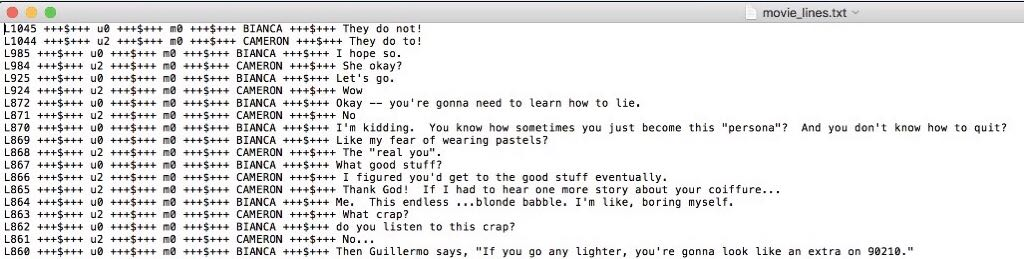 movie_lines.txt
L1045 +++$+++ u0 +++$+++ m0 +++$+++ BIANCA +++$+++ They do not!
L1044 +++$+++ u2 +++$+++ m0 +++$+++ CAMERON +++$+++ They do to!
L985 +++$+++ u0 +++$+++ m0 +++$+++ BIANCA +++$+++ I hope so.
L984 +++$+++ u2 +++$+++ m0 +++$+++ CAMERON +++$+++ She okay?
L925 +++$+++ u0 +++$+++ m0 +++$+++ BIANCA +++$+++ Let's go.
L924 +++$+++ u2 +++$+++ m0 +++$+++ CAMERON +++$+++ Wow
L872 +++$+++ u0 +++$+++ m0 +++$+++ BIANCA +++$+++ Okay -- you're gonna need to learn how to lie.
L871 +++$+++ u2 +++$+++ m0 +++$+++ CAMERON +++$+++ No
L870 +++$+++ u0 +++$+++ m0 +++$+++ BIANCA +++$+++ I'm kidding.  You know how sometimes you just become this "persona"?  And you don't know how to quit?
L869 +++$+++ u0 +++$+++ m0 +++$+++ BIANCA +++$+++ Like my fear of wearing pastels?
L868 +++$+++ u2 +++$+++ m0 +++$+++ CAMERON +++$+++ The "real you".
L867 +++$+++ u0 +++$+++ m0 +++$+++ BIANCA +++$+++ What good stuff?
L866 +++$+++ u2 +++$+++ m0 +++$+++ CAMERON +++$+++ I figured you'd get to the good stuff eventually.
L865 +++$+++ u2 +++$+++ m0 +++$+++ CAMERON +++$+++ Thank God!  If I had to hear one more story about your coiffure...
L864 +++$+++ u0 +++$+++ m0 +++$+++ BIANCA +++$+++ Me.  This endless ...blonde babble. I'm like, boring myself.
L863 +++$+++ u2 +++$+++ m0 +++$+++ CAMERON +++$+++ What crap?
L862 +++$+++ u0 +++$+++ m0 +++$+++ BIANCA +++$+++ do you listen to this crap?
L861 +++$+++ u2 +++$+++ m0 +++$+++ CAMERON +++$+++ No...
L860 +++$+++ u0 +++$+++ m0 +++$+++ BIANCA +++$+++ Then Guillermo says, "If you go any lighter, you're gonna look like an extra on 90210."